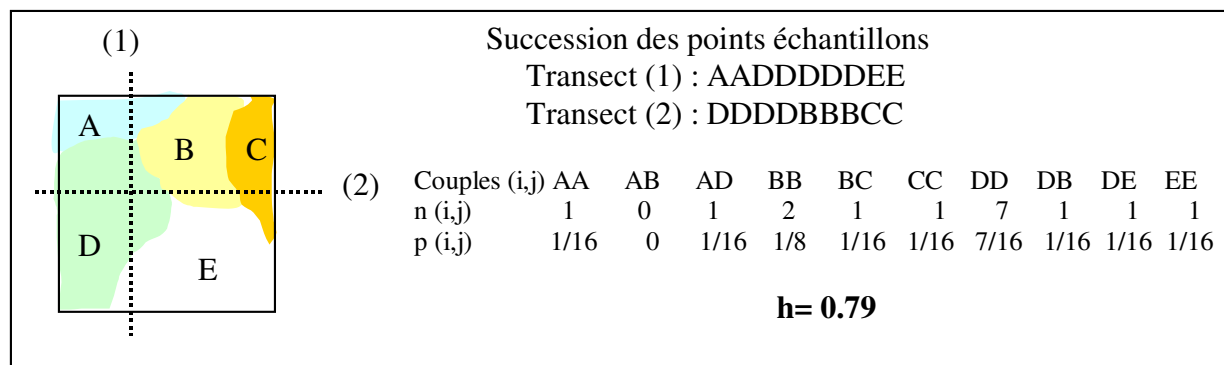 (1)
Succession des points échantillons
Transect (1) : AADDDDDEE
Transect (2) : DDDDBBBCC
A
B
C
(2)
D
E
Couples (i,j) AA AB AD BB BC CC DD DB DE EE
n (i,j) 1 0 1 2 1 1 7 1 1 1
p (i,j) 1/16 0 1/16 1/8 1/16 1/16 7/16 1/16 1/16 1/16
h= 0.79